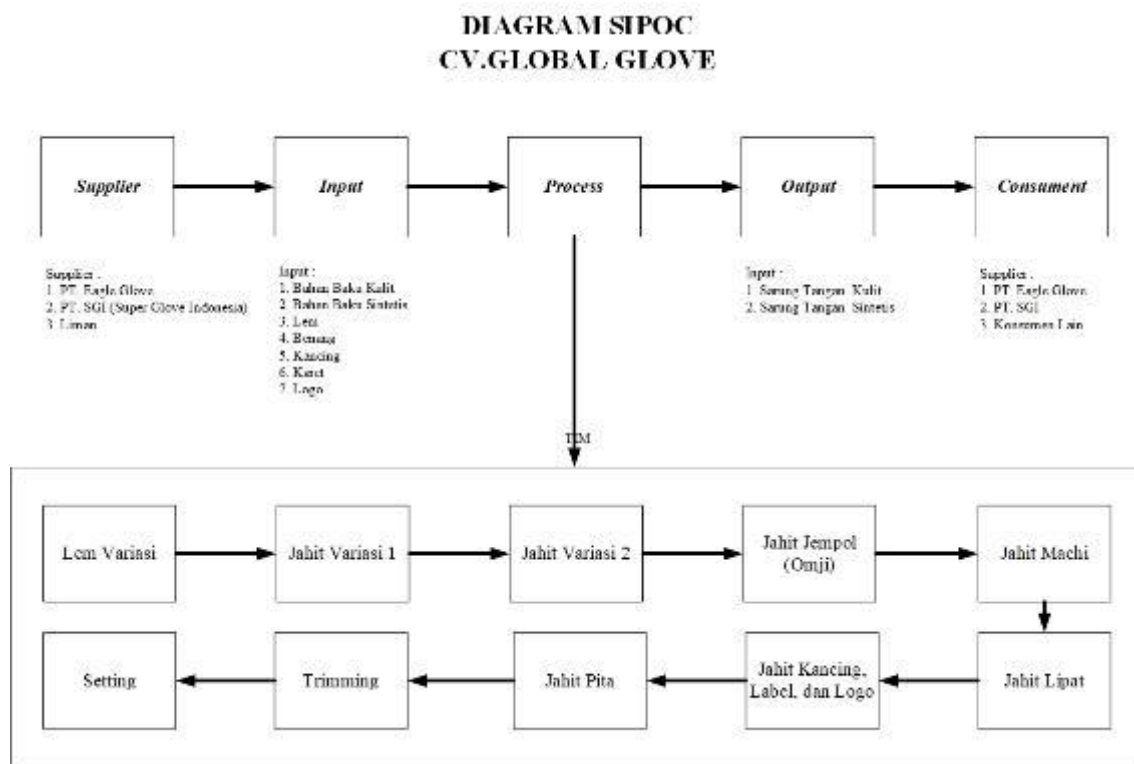 DIAGRAM SIPOC
CV.GLOBAL GLOVE
Supplier
Input
Process
Output
Consument
Supplier :
1. PT. Eagle Glove
2. PT. SGI (Super Glove Indonesia)
3. Liman
Input :
1. Bahan Baku Kulit
2. Bahan Baku Sintetis
3. Lem
4. Benang
5. Kancing
6. Karet
7. Logo
Input :
1. Sarung Tangan Kulit
2. Sarung Tangan Sintetis
Supplier :
1. PT. Eagle Glove
2. PT. SGI
3. Konsumen Lain
Lem Variasi
Jahit Variasi 1
Jahit Variasi 2
Jahit Jempol
(Omji)
Jahit Machi
Setting
Trimming
Jahit Pita
Jahit Kancing,
Label, dan Logo
Jahit Lipat